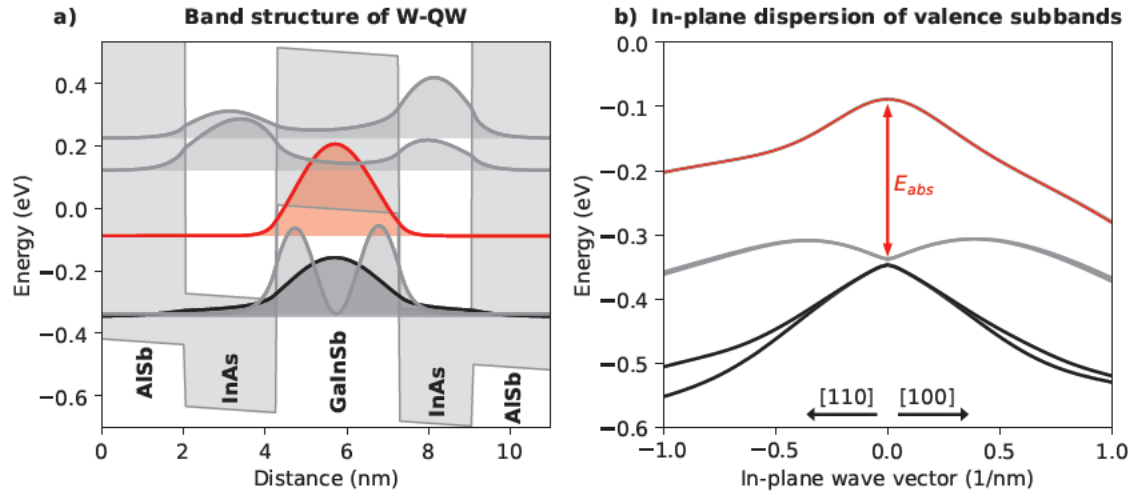 a) Band structure of W-QW
Energy (eV)
0.4
0.2
0.0
−0.2
−0.4
−0.6
AlSb
InAs
GaInSb
InAs
AlSb
0 2 4 6 8 10
Distance (nm)
b) In-plane dispersion of valence subbands
Energy (eV)
0.0
−0.1
−0.2
−0.3
−0.4
−0.5
−0.6
E_abs
[110] [100]
−1.0 −0.5 0.0 0.5 1.0
In-plane wave vector (1/nm)